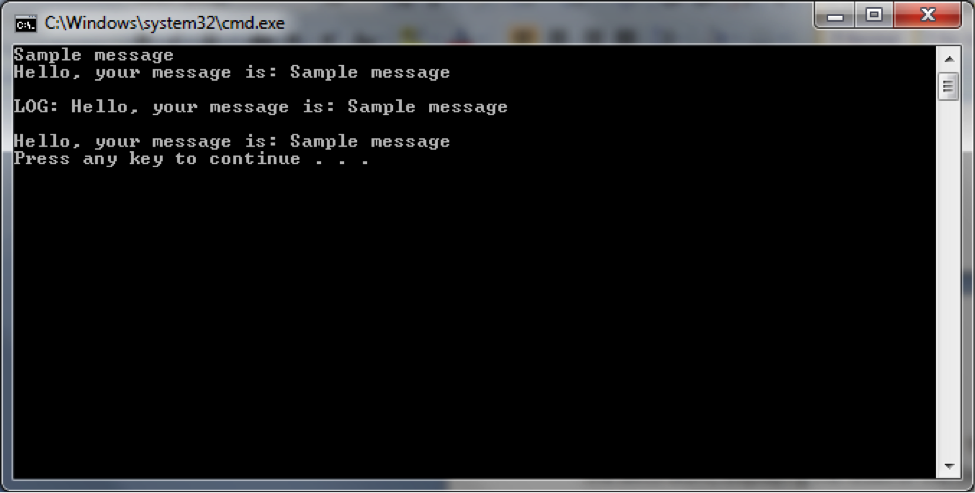 C:\Windows\system32\cmd.exe
Sample message
Hello, your message is: Sample message
LOG: Hello, your message is: Sample message
Hello, your message is: Sample message
Press any key to continue . . .